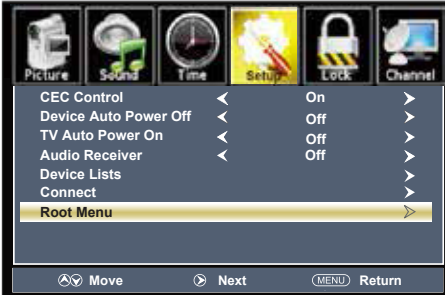 Picture Sound Time Setup Lock Channel
CEC Control On
Device Auto Power Off Off
TV Auto Power On Off
Audio Receiver Off
Device Lists
Connect
Root Menu
Move Next MENU Return